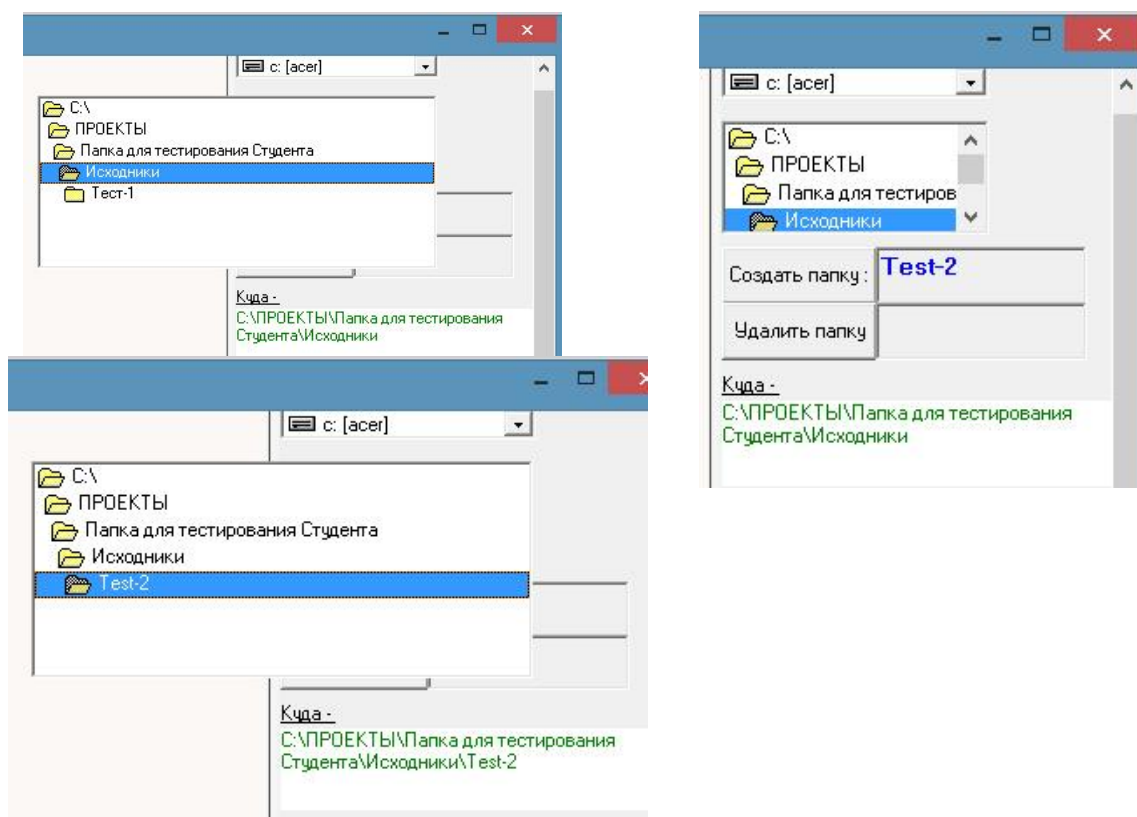 c: [acer]
C:\
ПРОЕКТЫ
Папка для тестирования Студента
Исходники
Тест-1
Куда -
C:\ПРОЕКТЫ\Папка для тестирования
Студента\Исходники
c: [acer]
C:\
ПРОЕКТЫ
Папка для тестиров
Исходники
Создать папку :
Test-2
Удалить папку
Куда -
C:\ПРОЕКТЫ\Папка для тестирования
Студента\Исходники
c: [acer]
C:\
ПРОЕКТЫ
Папка для тестирования Студента
Исходники
Test-2
Куда -
C:\ПРОЕКТЫ\Папка для тестирования
Студента\Исходники\Test-2